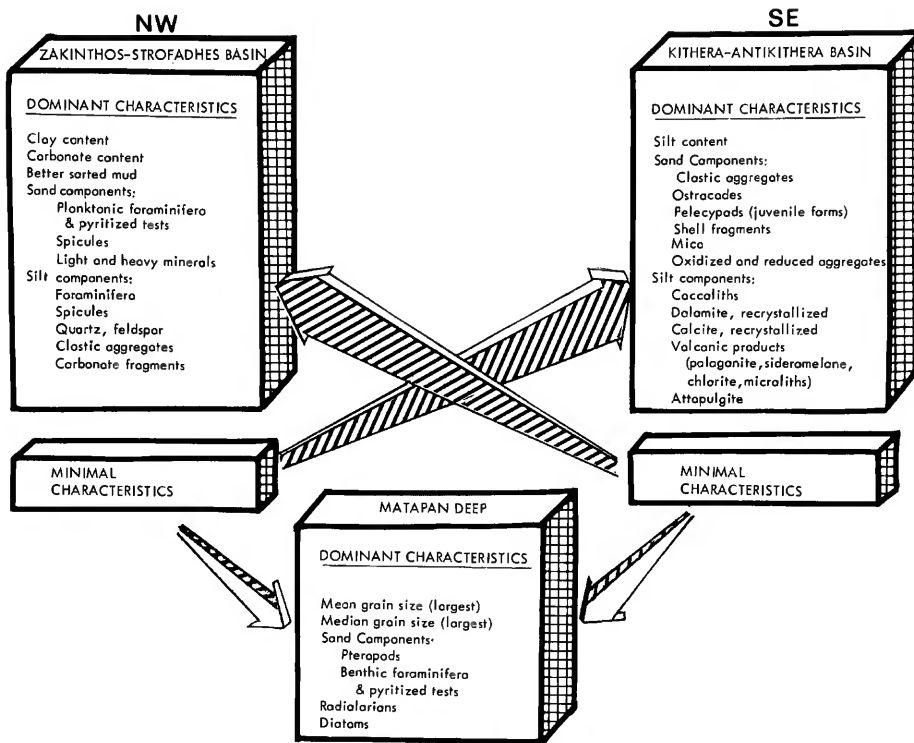 NW
ZAKINTHOS-STROFADHES BASIN
DOMINANT CHARACTERISTICS
Clay content
Carbonate content
Better sorted mud
Sand components:
Planktonic foraminifera
& pyritized tests
Spicules
Light and heavy minerals
Silt components:
Foraminifera
Spicules
Quartz, feldspar
Clastic aggregates
Carbonate fragments
MINIMAL
CHARACTERISTICS
SE
KITHERA-ANTIKITHERA BASIN
DOMINANT CHARACTERISTICS
Silt content
Sand Components:
Clastic aggregates
Ostracodes
Pelecypods (juvenile forms)
Shell fragments
Mica
Oxidized and reduced aggregates
Silt components:
Coccoliths
Dolomite, recrystallized
Calcite, recrystallized
Volcanic products
(palagonite, sideromelane,
chlorite, microliths)
Attapulgite
MINIMAL
CHARACTERISTICS
MATAPAN DEEP
DOMINANT CHARACTERISTICS
Mean grain size (largest)
Median grain size (largest)
Sand Components:
Pteropods
Benthic foraminifera
& pyritized tests
Radiolarians
Diatoms